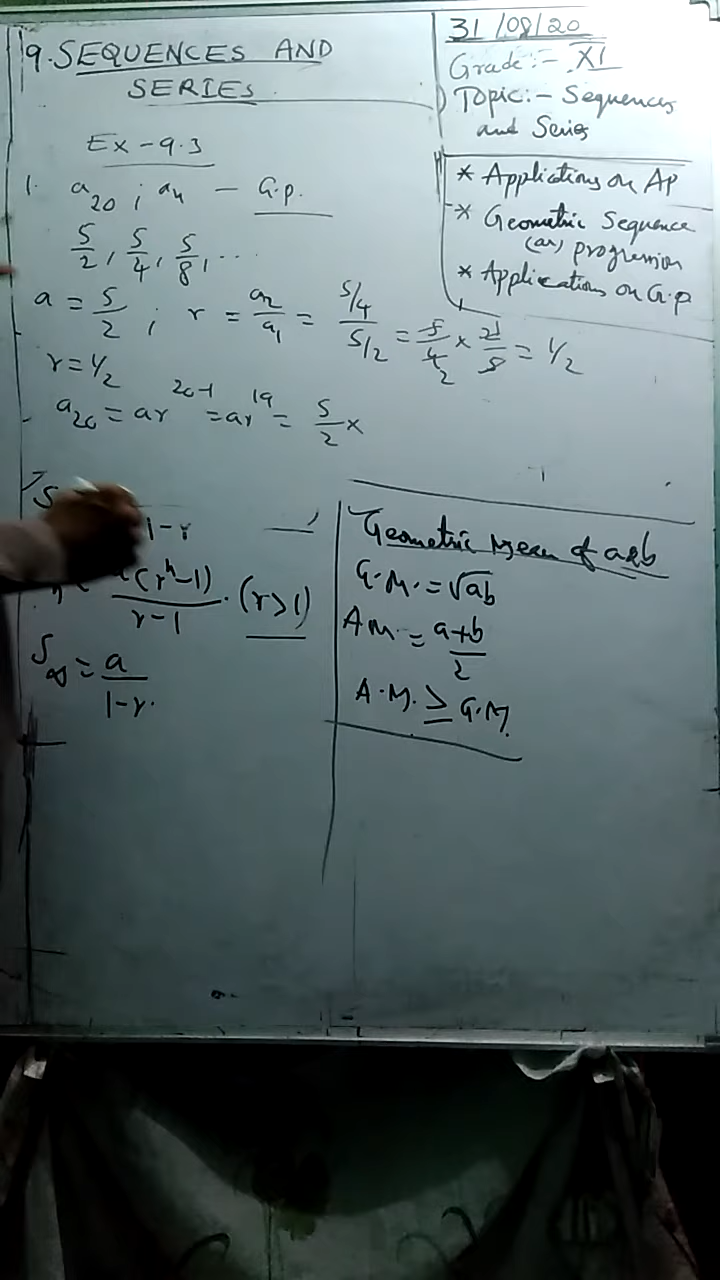 9. SEQUENCES AND
SERIES
Ex - 9.3
1. a₂₀ ; aₙ - G.p.
5/2, 5/4, 5/8, ...
a = 5/2 ; r = a₂/a₁ = 5/4 / 5/2 = 5/4 × 2/5 = 1/2
r = 1/2
a₂₀ = ar²⁰⁻¹ = ar¹⁹ = 5/2 ×
S
1-r
(rⁿ-1)/r-1 . (r>1)
S∞ = a/1-r.
31/08/20
Grade:- XI
Topic:- Sequences
and Series
* Applications on AP
* Geometric Sequence
(or) progression
* Applications on G.p
Geometric Mean of a&b
G.M. = √ab
A.M. = a+b/2
A.M. ≥ G.M.